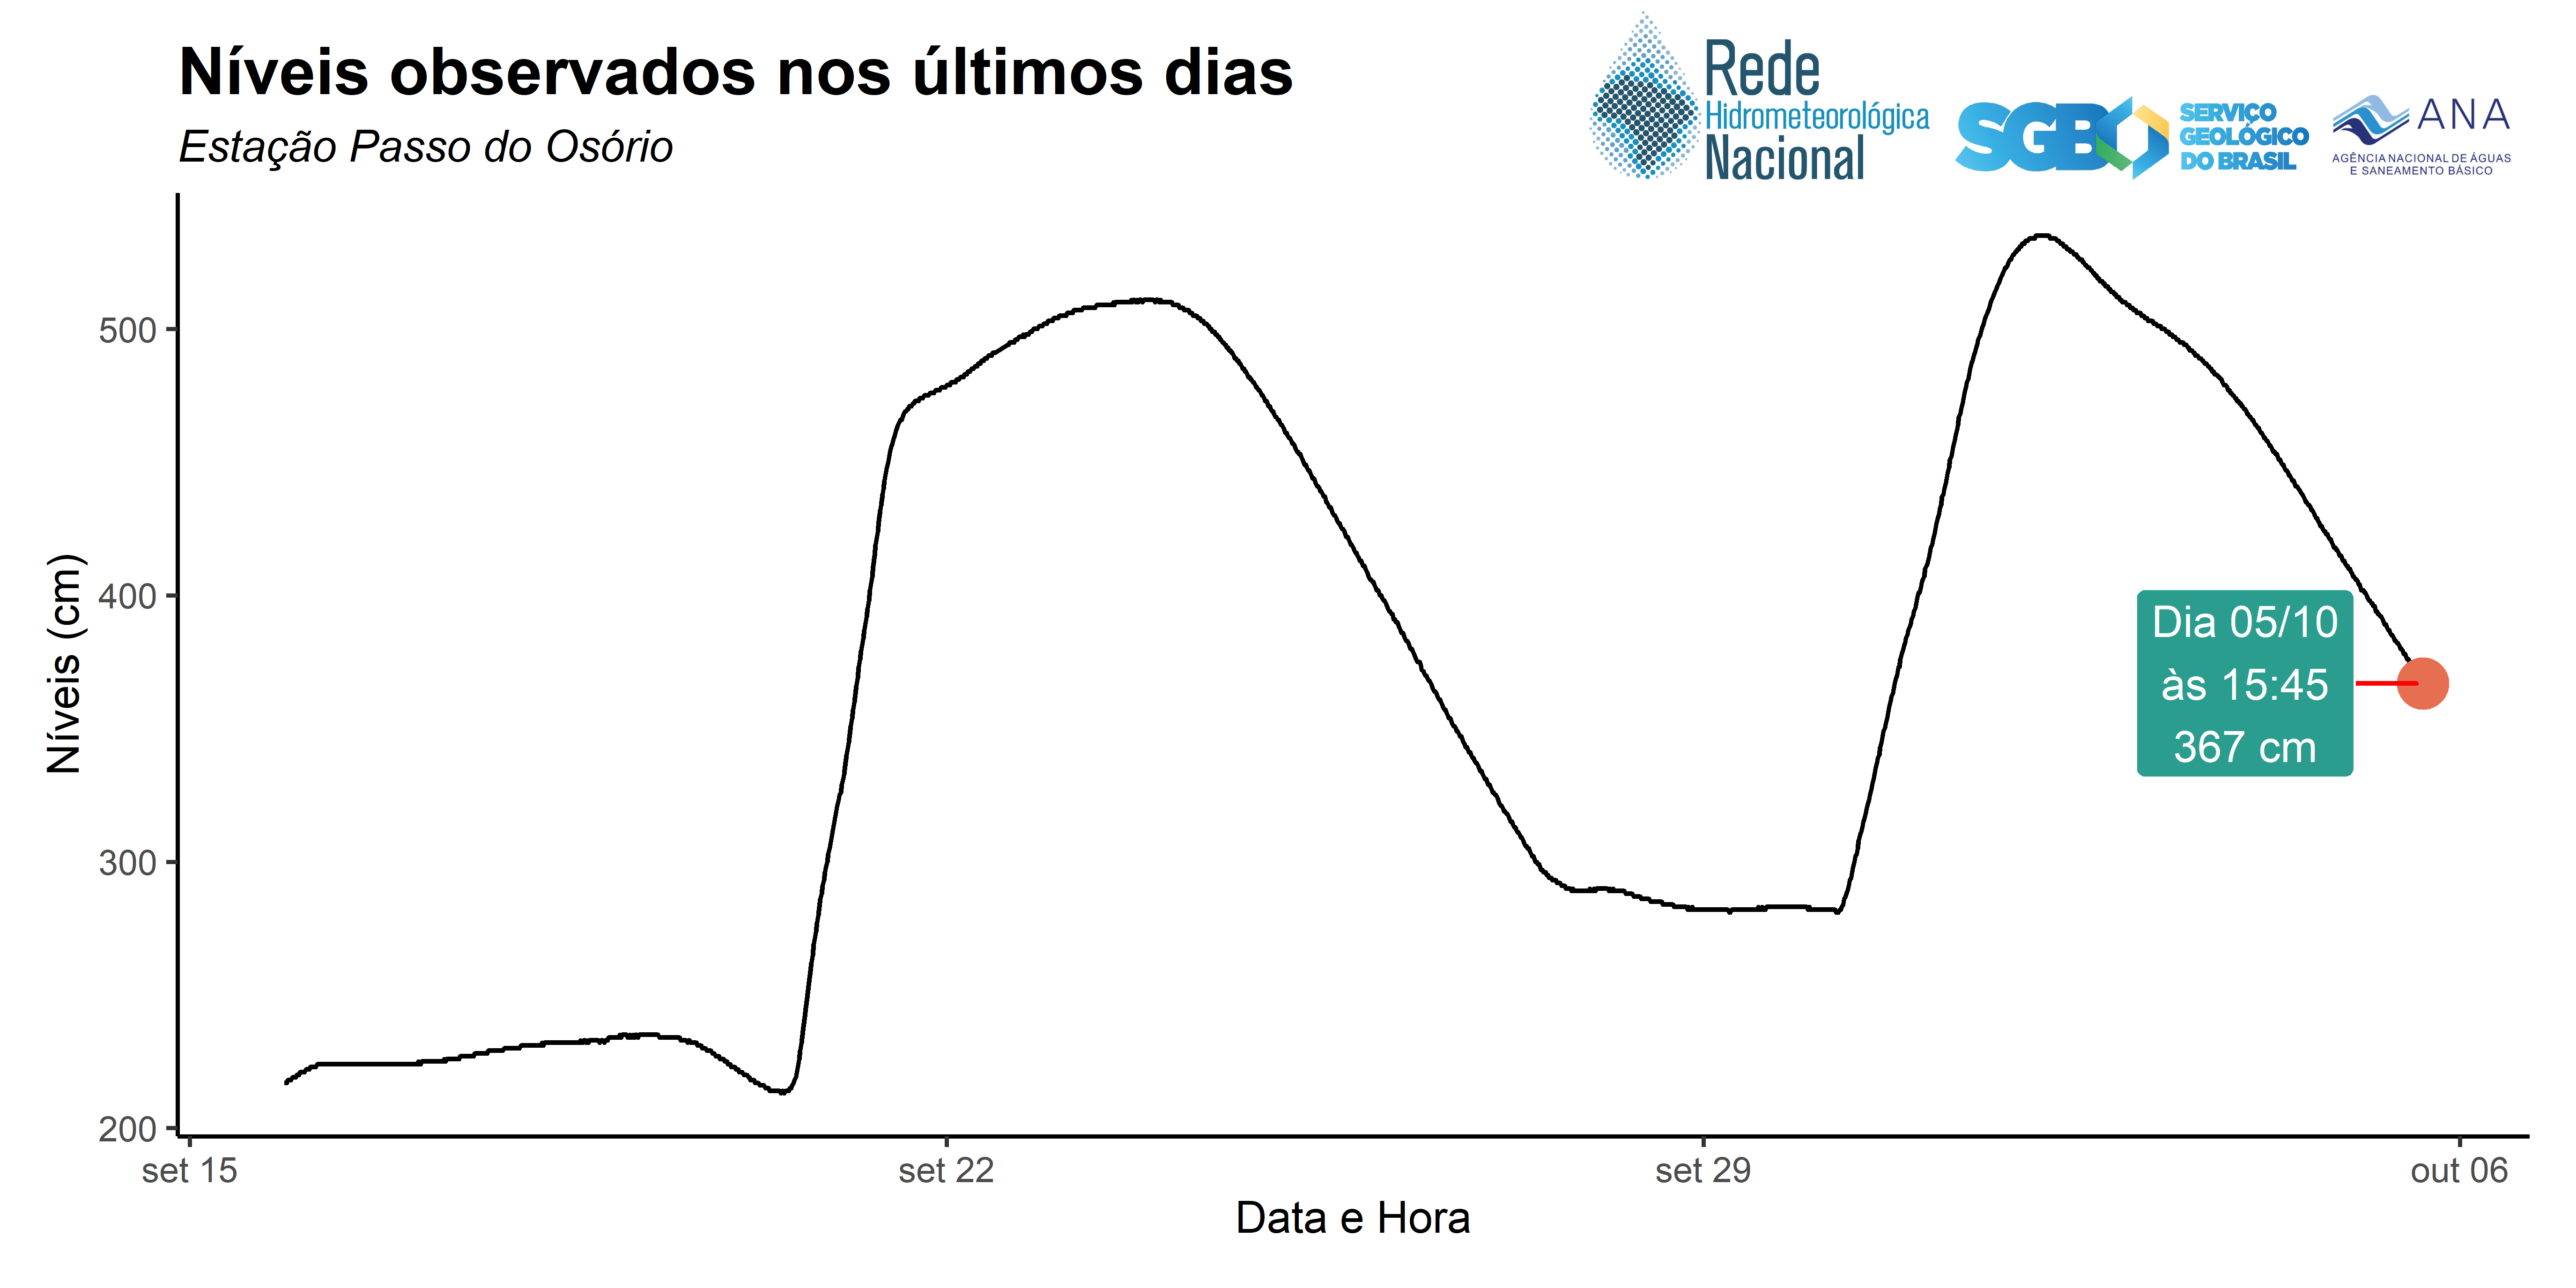 Níveis observados nos últimos dias
Estação Passo do Osório
Rede
Hidrometeorológica
Nacional
SGB
SERVIÇO
GEOLÓGICO
DO BRASIL
ANA
AGÊNCIA NACIONAL DE ÁGUAS
E SANEAMENTO BÁSICO
Níveis (cm)
500
400
300
200
Dia 05/10
às 15:45
367 cm
set 15
set 22
set 29
out 06
Data e Hora